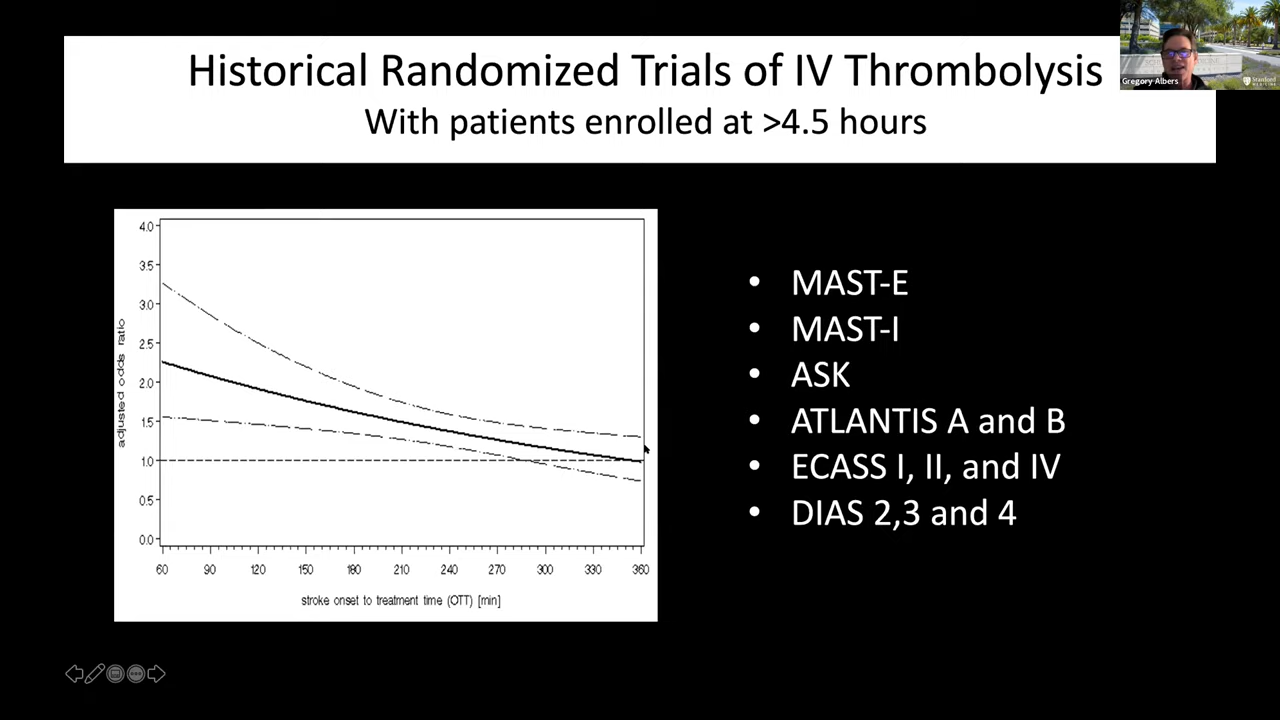 Historical Randomized Trials of IV Thrombolysis
With patients enrolled at >4.5 hours
Gregory Albers
Stanford
MEDICINE
4.0
3.5
3.0
2.5
2.0
1.5
1.0
0.5
0.0
adjusted odds ratio
60 90 120 150 180 210 240 270 300 330 360
stroke onset to treatment time (OTT) [min]
• MAST-E
• MAST-I
• ASK
• ATLANTIS A and B
• ECASS I, II, and IV
• DIAS 2,3 and 4